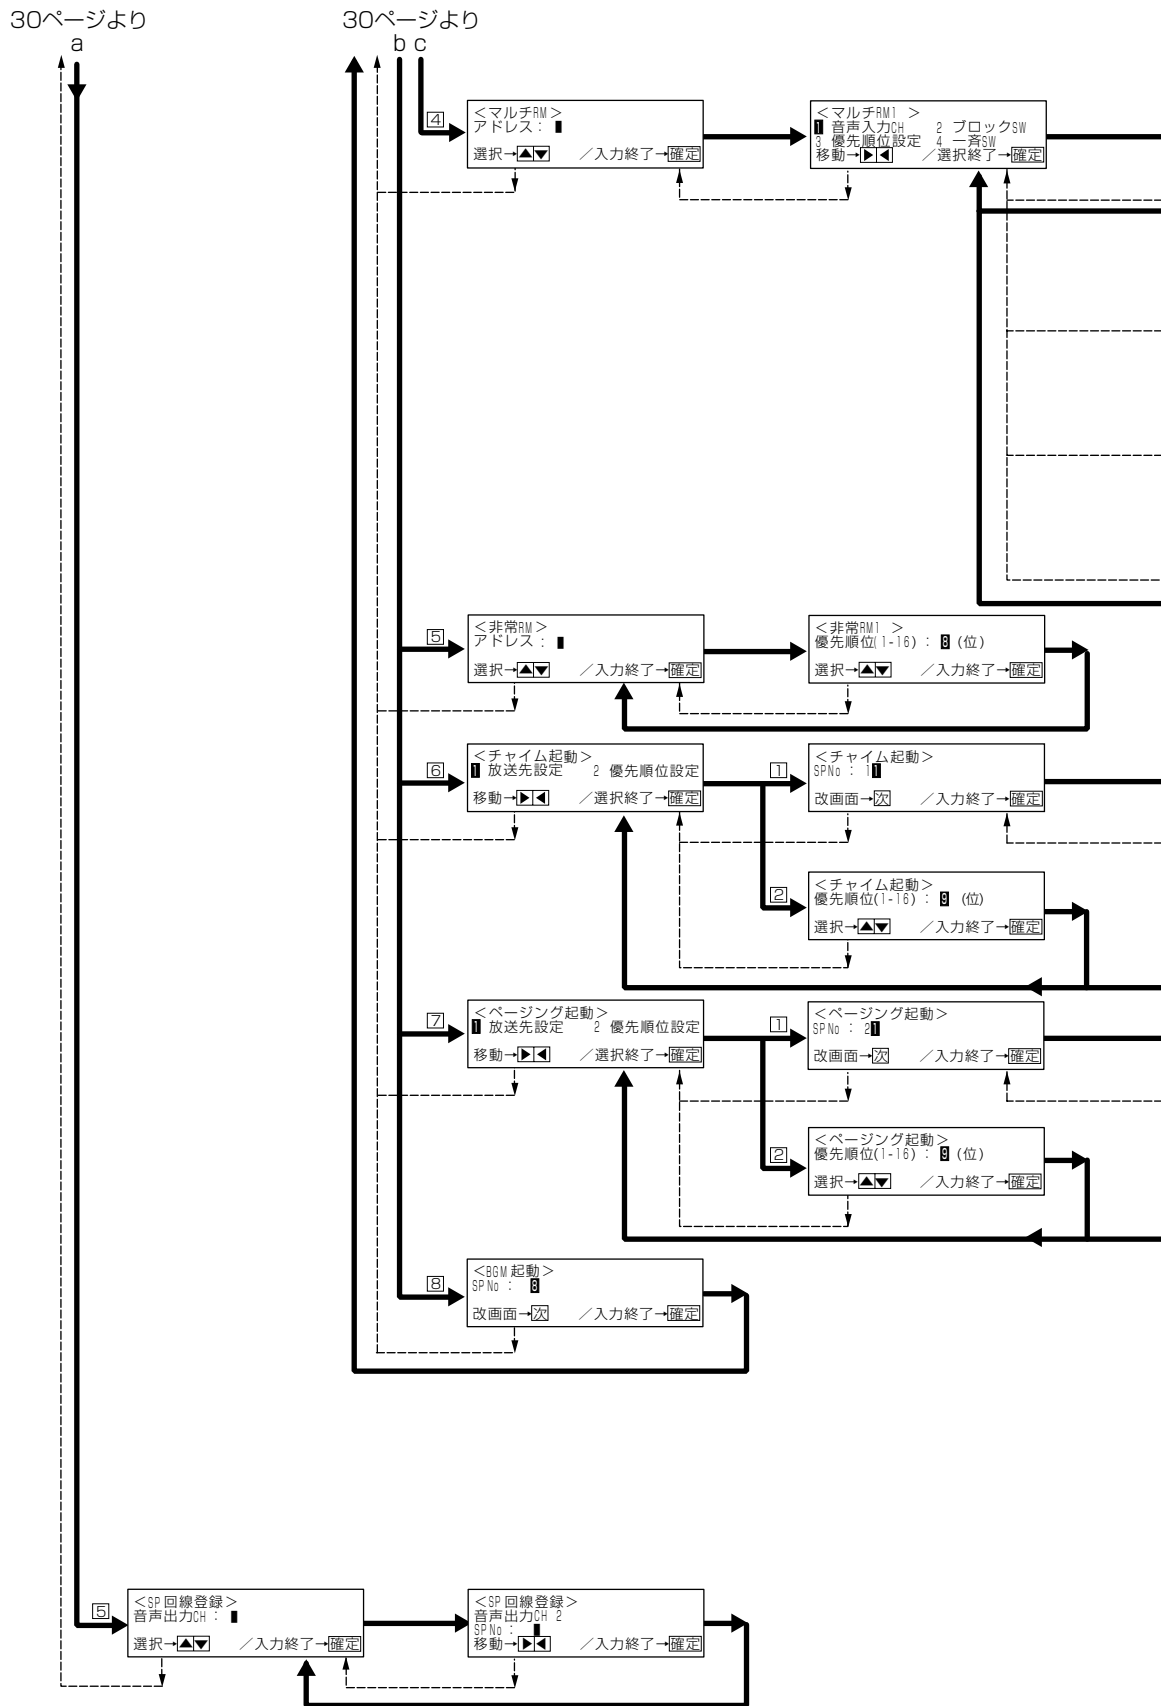 30ページより
a
30ページより
b c
4
<マルチRM>
アドレス：
選択→▲▼ ／入力終了→確定
<マルチRM1 >
1 音声入力CH 2 ブロックSW
3 優先順位設定 4 一斉SW
移動→▶◀ ／選択終了→確定
5
<非常RM>
アドレス：
選択→▲▼ ／入力終了→確定
<非常RM1 >
優先順位(1-16) : 8 (位)
選択→▲▼ ／入力終了→確定
6
<チャイム起動>
1 放送先設定 2 優先順位設定
移動→▶◀ ／選択終了→確定
1
<チャイム起動>
SPNo : 11
改画面→次 ／入力終了→確定
2
<チャイム起動>
優先順位(1-16) : 9 (位)
選択→▲▼ ／入力終了→確定
7
<ページング起動>
1 放送先設定 2 優先順位設定
移動→▶◀ ／選択終了→確定
1
<ページング起動>
SPNo : 21
改画面→次 ／入力終了→確定
2
<ページング起動>
優先順位(1-16) : 9 (位)
選択→▲▼ ／入力終了→確定
8
<BGM起動>
SPNo : 8
改画面→次 ／入力終了→確定
5
<SP回線登録>
音声出力CH :
選択→▲▼ ／入力終了→確定
<SP回線登録>
音声出力CH 2
SPNo :
移動→▶◀ ／入力終了→確定